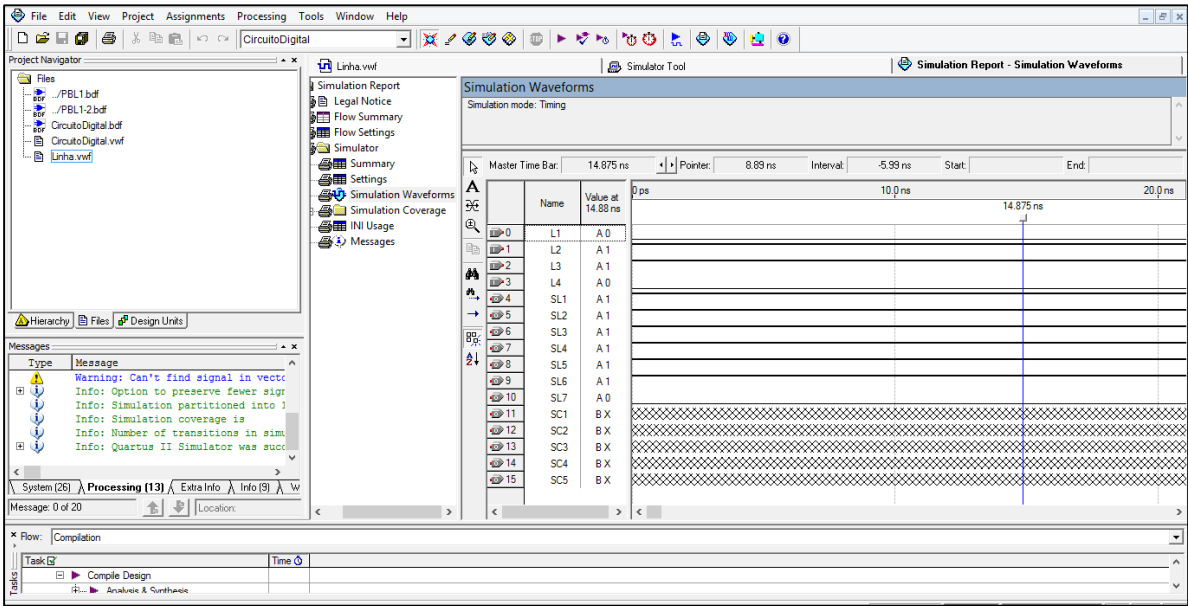 File Edit View Project Assignments Processing Tools Window Help
CircuitoDigital
Project Navigator
Files
../PBL1.bdf
../PBL1-2.bdf
CircuitoDigital.bdf
CircuitoDigital.vwf
Linha.vwf
Hierarchy Files Design Units
Messages
Type Message
Warning: Can't find signal in vecto
Info: Option to preserve fewer sign
Info: Simulation partitioned into 1
Info: Simulation coverage is
Info: Number of transitions in simu
Info: Quartus II Simulator was succ
System (26) Processing (13) Extra Info Info (9) W
Message: 0 of 20 Location:
Linha.vwf Simulator Tool Simulation Report - Simulation Waveforms
Simulation Report
Legal Notice
Flow Summary
Flow Settings
Simulator
Summary
Settings
Simulation Waveforms
Simulation Coverage
INI Usage
Messages
Simulation Waveforms
Simulation mode: Timing
Master Time Bar: 14.875 ns Pointer: 8.89 ns Interval: -5.99 ns Start: End:
Name Value at 14.88 ns 0 ps 10.0 ns 20.0 ns
14.875 ns
0 L1 A 0
1 L2 A 1
2 L3 A 1
3 L4 A 0
4 SL1 A 1
5 SL2 A 1
6 SL3 A 1
7 SL4 A 1
8 SL5 A 1
9 SL6 A 1
10 SL7 A 0
11 SC1 B X
12 SC2 B X
13 SC3 B X
14 SC4 B X
15 SC5 B X
Flow: Compilation
Tasks
Task Time
Compile Design
Analysis & Synthesis